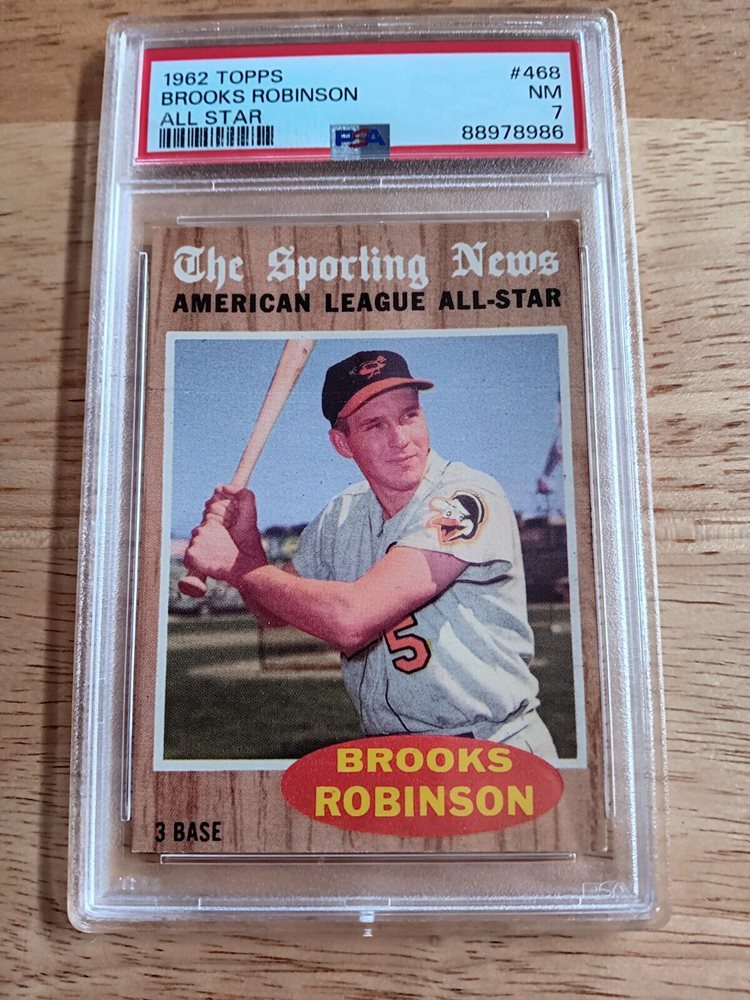 1962 TOPPS #468
BROOKS ROBINSON NM
ALL STAR 7
PSA 88978986
The Sporting News
AMERICAN LEAGUE ALL-STAR
5
BROOKS
ROBINSON
3 BASE
PSA